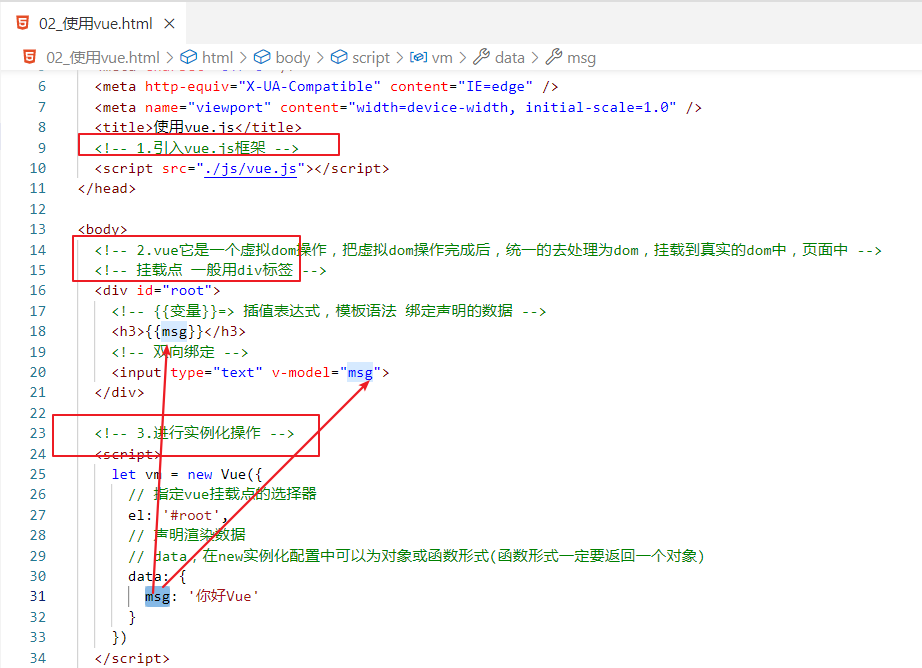 02_使用vue.html ×
02_使用vue.html > html > body > script > vm > data > msg
6 <meta http-equiv="X-UA-Compatible" content="IE=edge" />
7 <meta name="viewport" content="width=device-width, initial-scale=1.0" />
8 <title>使用vue.js</title>
9 <!-- 1.引入vue.js框架 -->
10 <script src="./js/vue.js"></script>
11 </head>
12
13 <body>
14 <!-- 2.vue它是一个虚拟dom操作，把虚拟dom操作完成后，统一的去处理为dom，挂载到真实的dom中，页面中 -->
15 <!-- 挂载点 一般用div标签 -->
16 <div id="root">
17 <!-- {{变量}}=> 插值表达式，模板语法 绑定声明的数据 -->
18 <h3>{{msg}}</h3>
19 <!-- 双向绑定 -->
20 <input type="text" v-model="msg">
21 </div>
22
23 <!-- 3.进行实例化操作 -->
24 <script>
25 let vm = new Vue({
26 // 指定vue挂载点的选择器
27 el: '#root',
28 // 声明渲染数据
29 // data，在new实例化配置中可以为对象或函数形式(函数形式一定要返回一个对象)
30 data: {
31 msg: '你好Vue'
32 }
33 })
34 </script>